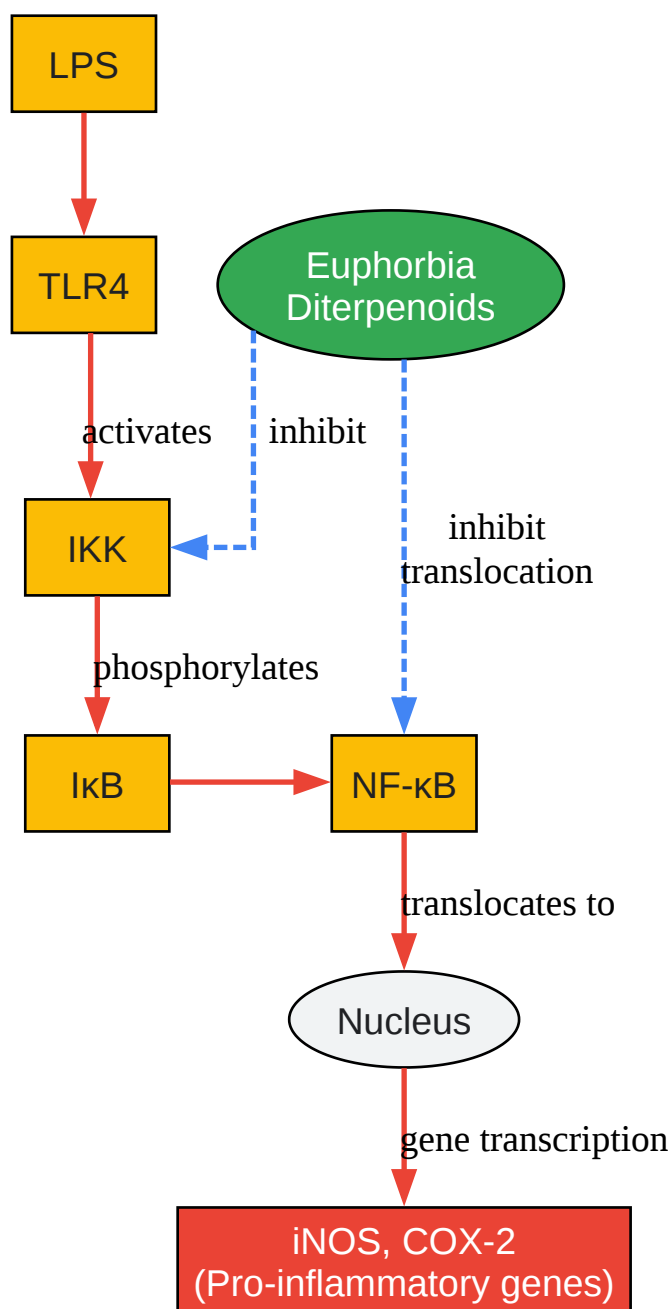 LPS
TLR4
Euphorbia
Diterpenoids
activates
inhibit
IKK
inhibit
translocation
phosphorylates
IκB
NF-κB
translocates to
Nucleus
gene transcription
iNOS, COX-2
(Pro-inflammatory genes)